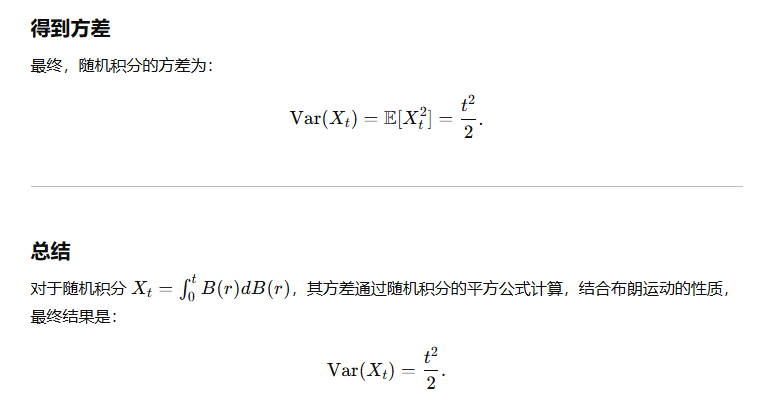 得到方差
最终，随机积分的方差为：
$$\mathrm{Var}(X_t) = \mathbb{E}[X_t^2] = \frac{t^2}{2}.$$
总结
对于随机积分 $X_t = \int_0^t B(r)dB(r)$，其方差通过随机积分的平方公式计算，结合布朗运动的性质，
最终结果是：
$$\mathrm{Var}(X_t) = \frac{t^2}{2}.$$